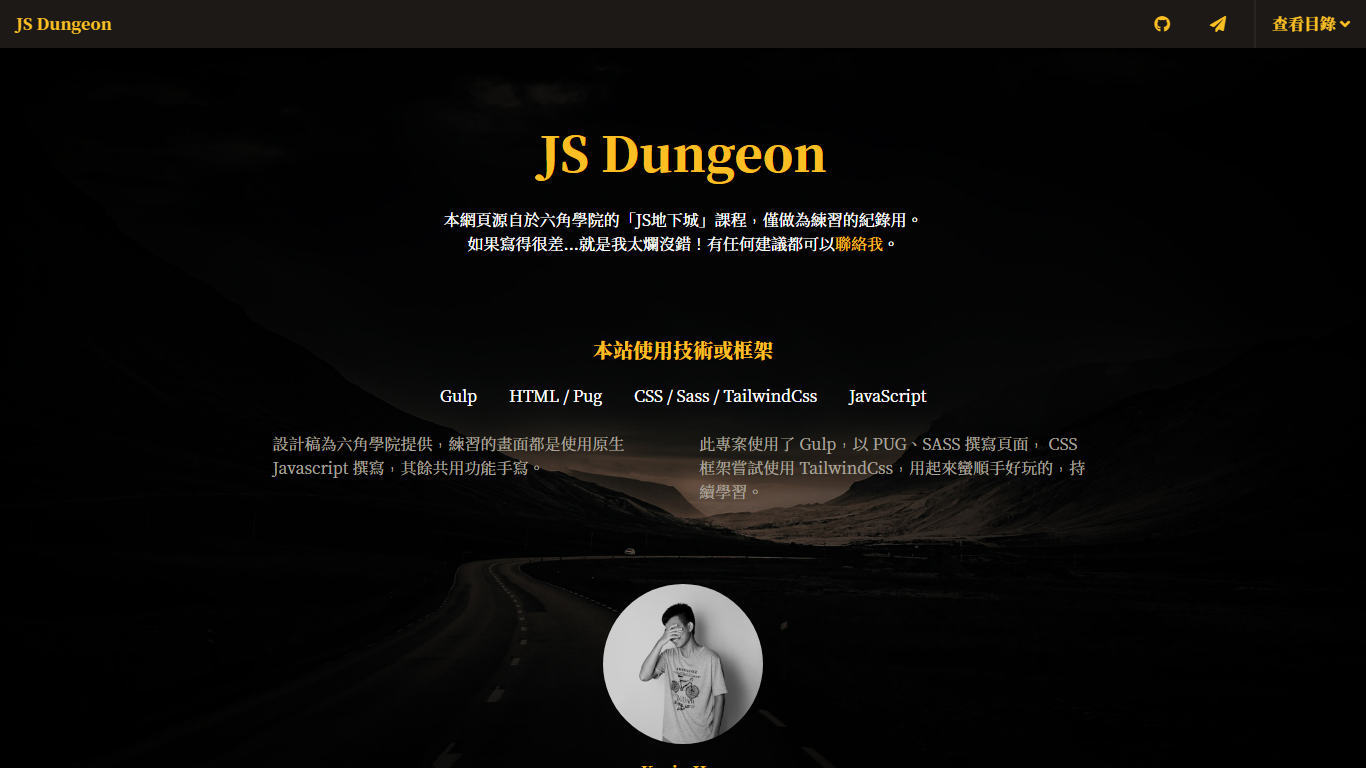 JS Dungeon
查看目錄
JS Dungeon
本網頁源自於六角學院的「JS地下城」課程，僅做為練習的紀錄用。
如果寫得很差...就是我太爛沒錯！有任何建議都可以聯絡我。
本站使用技術或框架
Gulp HTML / Pug CSS / Sass / TailwindCss JavaScript
設計稿為六角學院提供，練習的畫面都是使用原生
Javascript 撰寫，其餘共用功能手寫。
此專案使用了 Gulp，以 PUG、SASS 撰寫頁面， CSS
框架嘗試使用 TailwindCss，用起來蠻順手好玩的，持
續學習。